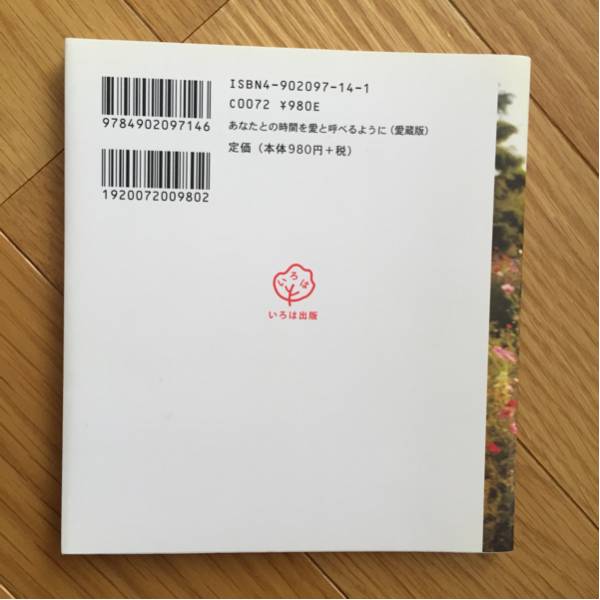 ISBN4-902097-14-1
C0072 ¥980E
あなたとの時間を愛と呼べるように(愛蔵版)
定価(本体980円+税)
9784902097146
1920072009802
いろは
いろは出版